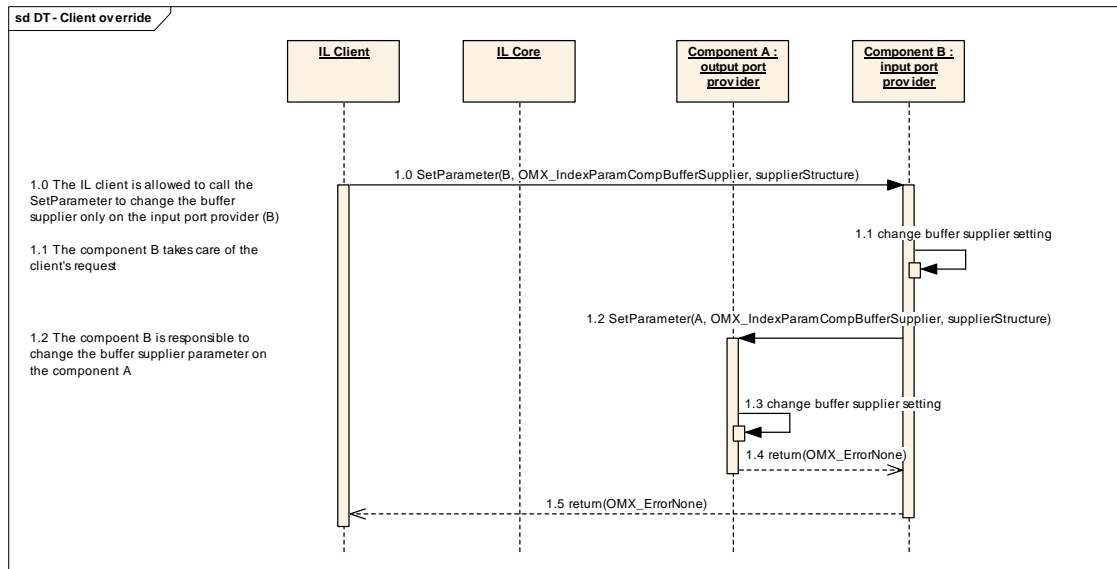 sd DT - Client override
IL Client
IL Core
Component A :
output port
provider
Component B :
input port
provider
1.0 The IL client is allowed to call the
SetParameter to change the buffer
supplier only on the input port provider (B)
1.0 SetParameter(B, OMX_IndexParamCompBufferSupplier, supplierStructure)
1.1 The component B takes care of the
client's request
1.1 change buffer supplier setting
1.2 The compoent B is responsible to
change the buffer supplier parameter on
the component A
1.2 SetParameter(A, OMX_IndexParamCompBufferSupplier, supplierStructure)
1.3 change buffer supplier setting
1.4 return(OMX_ErrorNone)
1.5 return(OMX_ErrorNone)